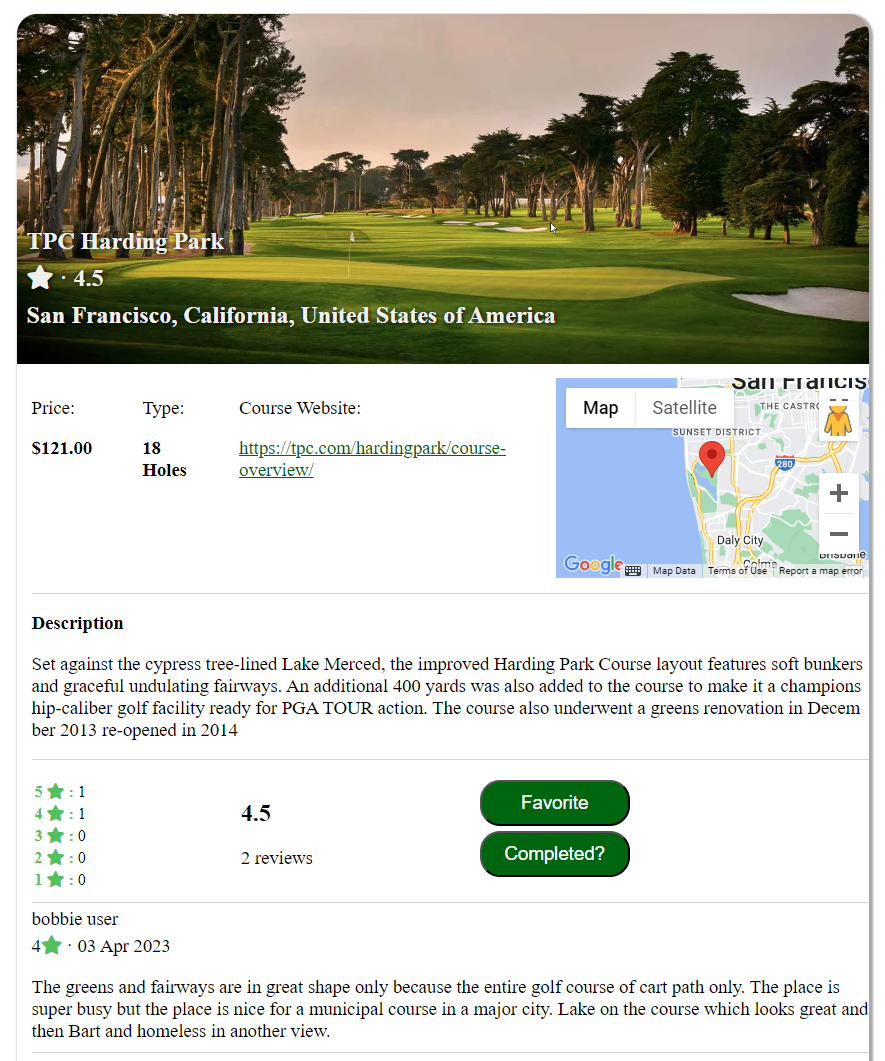 TPC Harding Park
★ · 4.5
San Francisco, California, United States of America
Price:
Type:
Course Website:
$121.00
18
Holes
https://tpc.com/hardingpark/course-
overview/
Map
Satellite
San Francis
THE CASTRO
SUNSET DISTRICT
280
Daly City
Colma
Brisbane
Google
Map Data
Terms of Use
Report a map error
Description
Set against the cypress tree-lined Lake Merced, the improved Harding Park Course layout features soft bunkers
and graceful undulating fairways. An additional 400 yards was also added to the course to make it a champions
hip-caliber golf facility ready for PGA TOUR action. The course also underwent a greens renovation in Decem
ber 2013 re-opened in 2014
5 ★ : 1
4 ★ : 1
3 ★ : 0
2 ★ : 0
1 ★ : 0
4.5
2 reviews
Favorite
Completed?
bobbie user
4★ · 03 Apr 2023
The greens and fairways are in great shape only because the entire golf course of cart path only. The place is
super busy but the place is nice for a municipal course in a major city. Lake on the course which looks great and
then Bart and homeless in another view.